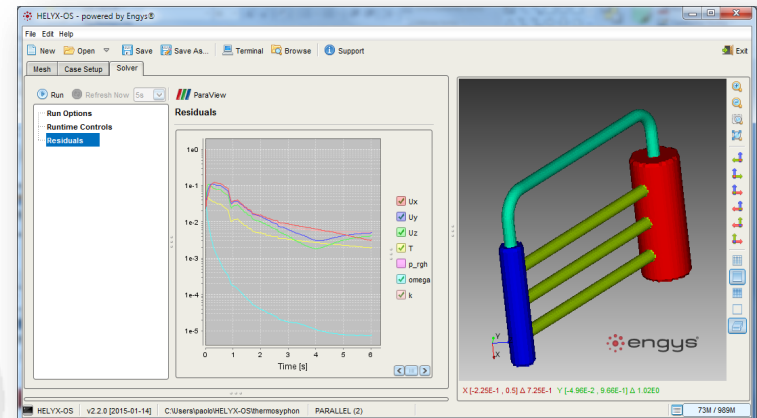 HELYX-OS - powered by Engys®
File Edit Help
New Open Save Save As... Terminal Browse Support Exit
Mesh Case Setup Solver
Run Refresh Now 5s ParaView
Run Options
Runtime Controls
Residuals
Residuals
1e0
1e-1
1e-2
1e-3
1e-4
1e-5
0 1 2 3 4 5 6
Time [s]
Ux
Uy
Uz
T
p_rgh
omega
k
Y
X
engys
X [-2.25E-1 , 0.5] Δ 7.25E-1 Y [-4.96E-2 , 9.66E-1] Δ 1.02E0
HELYX-OS v2.2.0 [2015-01-14] C:\Users\paolo\HELYX-OS\thermosyphon PARALLEL (2) 73M / 989M